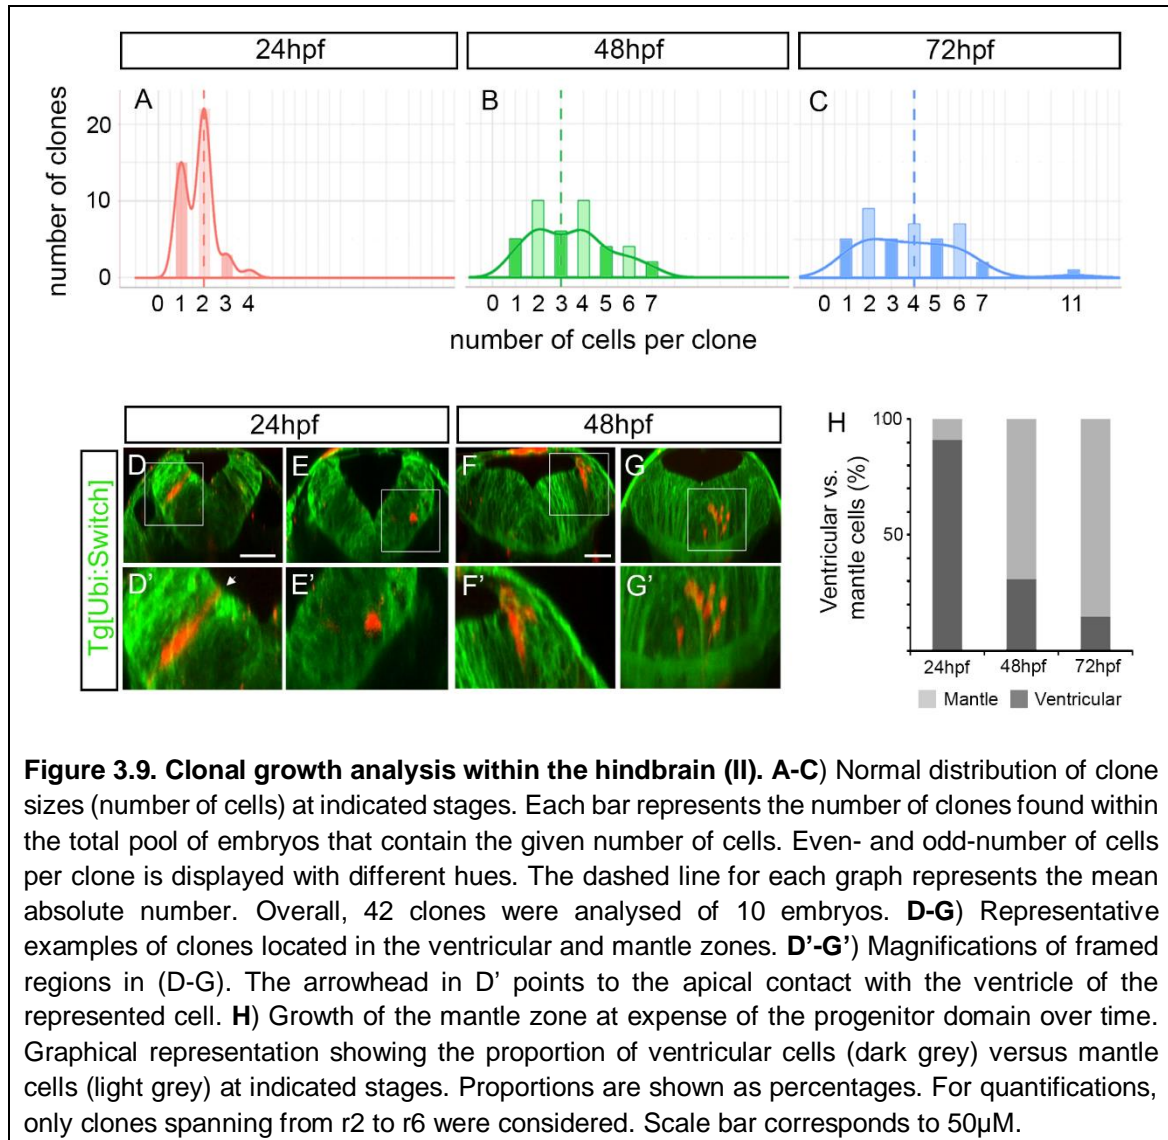 24hpf 48hpf 72hpf
A B C
number of clones
20
10
0
0 1 2 3 4 0 1 2 3 4 5 6 7 0 1 2 3 4 5 6 7 11
number of cells per clone
24hpf 48hpf
Tg[Ubi:Switch]
D E F G
D' E' F' G'
H
Ventricular vs.
mantle cells (%)
100
50
24hpf 48hpf 72hpf
Mantle Ventricular
Figure 3.9. Clonal growth analysis within the hindbrain (II). A-C) Normal distribution of clone
sizes (number of cells) at indicated stages. Each bar represents the number of clones found within
the total pool of embryos that contain the given number of cells. Even- and odd-number of cells
per clone is displayed with different hues. The dashed line for each graph represents the mean
absolute number. Overall, 42 clones were analysed of 10 embryos. D-G) Representative
examples of clones located in the ventricular and mantle zones. D’-G’) Magnifications of framed
regions in (D-G). The arrowhead in D’ points to the apical contact with the ventricle of the
represented cell. H) Growth of the mantle zone at expense of the progenitor domain over time.
Graphical representation showing the proportion of ventricular cells (dark grey) versus mantle
cells (light grey) at indicated stages. Proportions are shown as percentages. For quantifications,
only clones spanning from r2 to r6 were considered. Scale bar corresponds to 50µM.